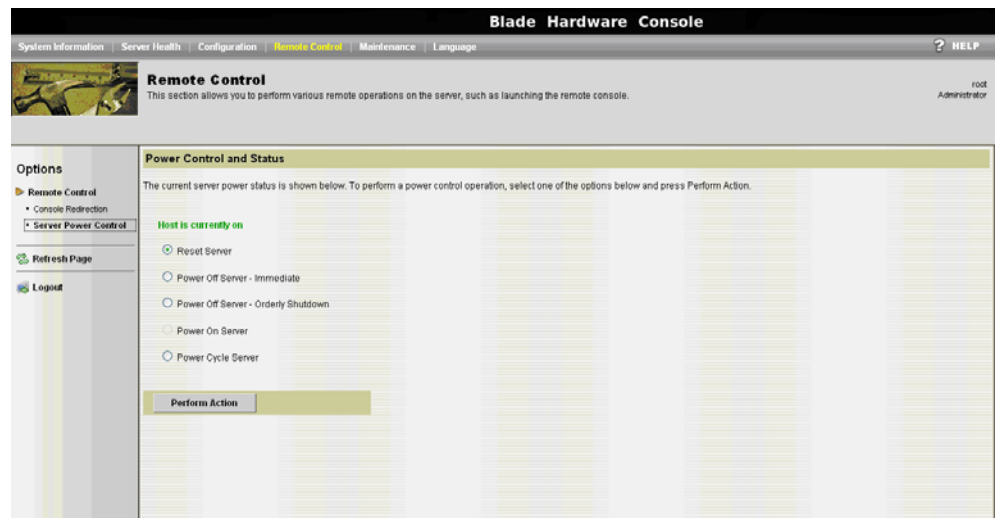 Blade Hardware Console
System Information | Server Health | Configuration | Remote Control | Maintenance | Language
? HELP
Remote Control
This section allows you to perform various remote operations on the server, such as launching the remote console.
root
Administrator
Options
Remote Control
• Console Redirection
• Server Power Control
Refresh Page
Logout
Power Control and Status
The current server power status is shown below. To perform a power control operation, select one of the options below and press Perform Action.
Host is currently on
Reset Server
Power Off Server - Immediate
Power Off Server - Orderly Shutdown
Power On Server
Power Cycle Server
Perform Action